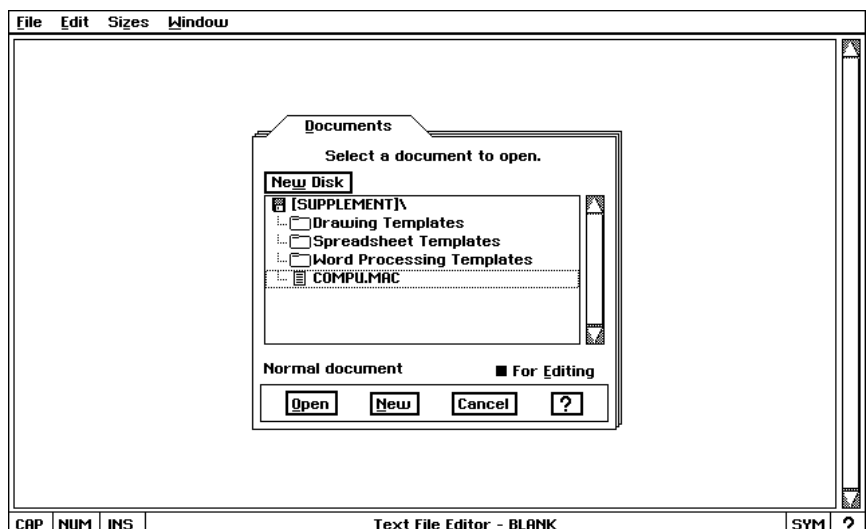 File Edit Sizes Window
Documents
Select a document to open.
New Disk
[SUPPLEMENT]\
Drawing Templates
Spreadsheet Templates
Word Processing Templates
COMPU.MAC
Normal document
For Editing
Open New Cancel ?
CAP NUM INS Text File Editor - BLANK SYM ?